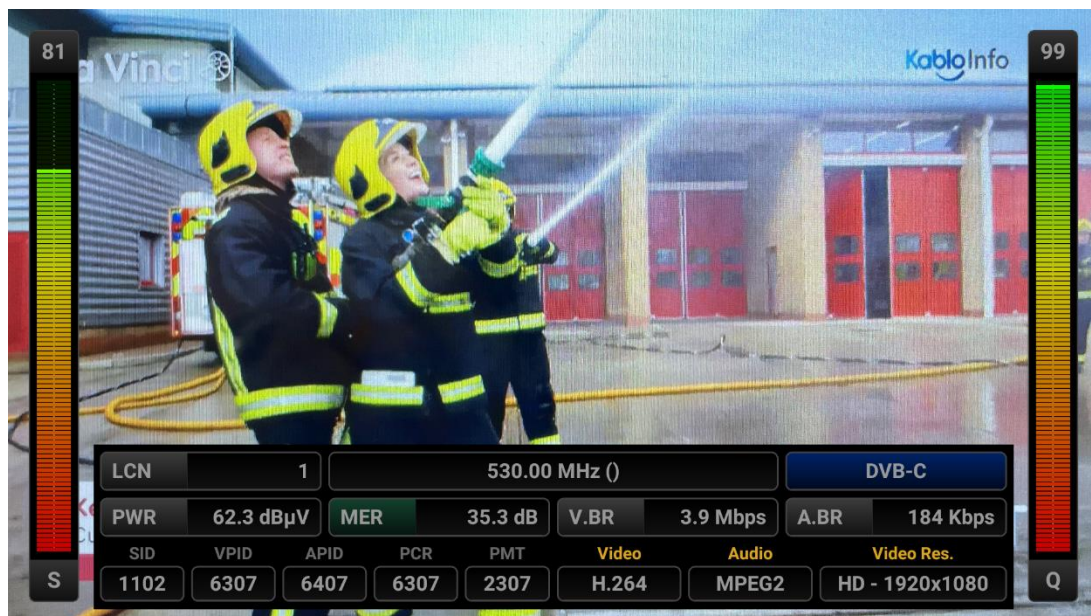 81
a Vinci
KabloInfo
99
LCN 1
530.00 MHz ()
DVB-C
PWR 62.3 dBµV
MER 35.3 dB
V.BR 3.9 Mbps
A.BR 184 Kbps
SID VPID APID PCR PMT Video Audio Video Res.
1102 6307 6407 6307 2307 H.264 MPEG2 HD - 1920x1080
S
Q